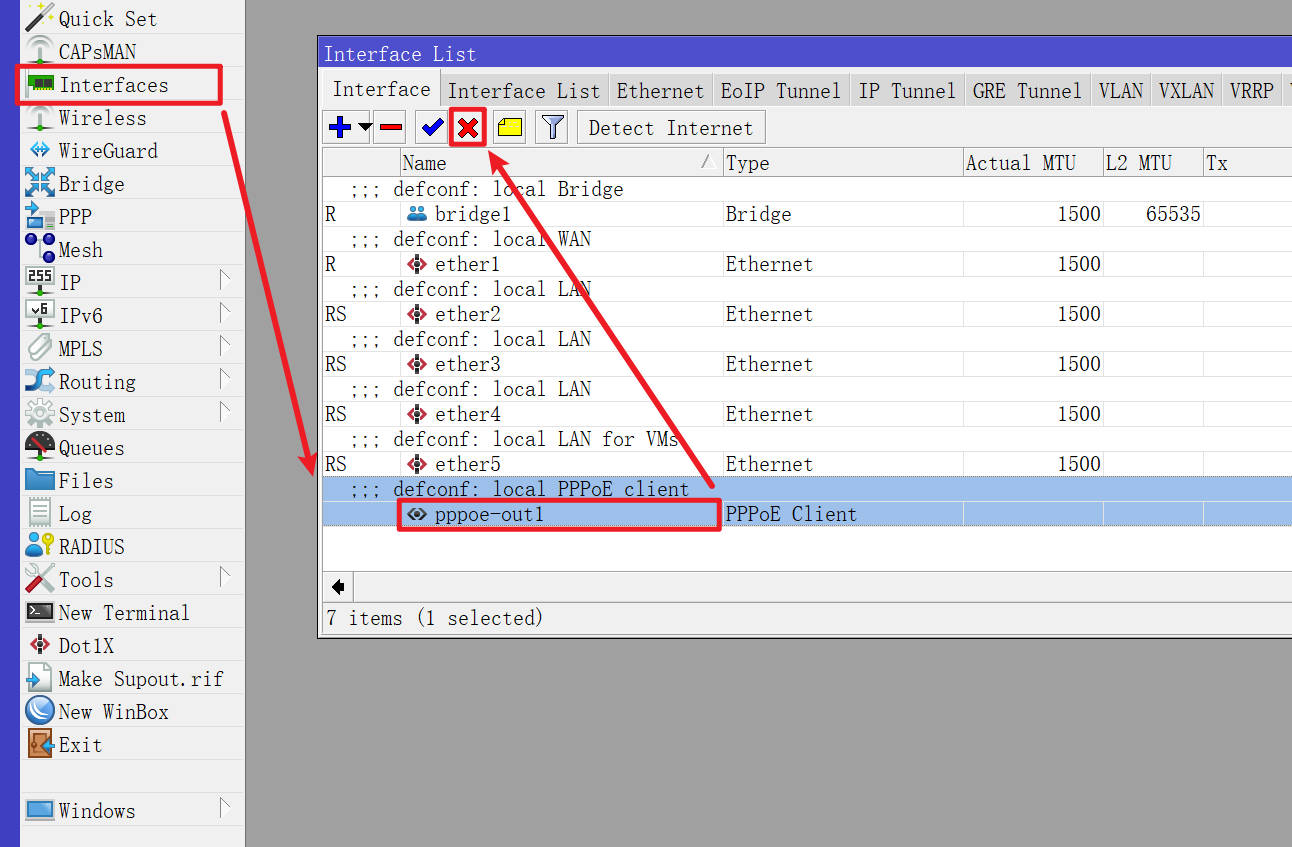 Quick Set
CAPsMAN
Interfaces
Wireless
WireGuard
Bridge
PPP
Mesh
255 IP
v6 IPv6
MPLS
Routing
System
Queues
Files
Log
RADIUS
Tools
New Terminal
Dot1X
Make Supout.rif
New WinBox
Exit
Windows
Interface List
Interface Interface List Ethernet EoIP Tunnel IP Tunnel GRE Tunnel VLAN VXLAN VRRP
Detect Internet
Name Type Actual MTU L2 MTU Tx
;;; defconf: local Bridge
R bridge1 Bridge 1500 65535
;;; defconf: local WAN
R ether1 Ethernet 1500
;;; defconf: local LAN
RS ether2 Ethernet 1500
;;; defconf: local LAN
RS ether3 Ethernet 1500
;;; defconf: local LAN
RS ether4 Ethernet 1500
;;; defconf: local LAN for VMs
RS ether5 Ethernet 1500
;;; defconf: local PPPoE client
pppoe-out1 PPPoE Client
7 items (1 selected)